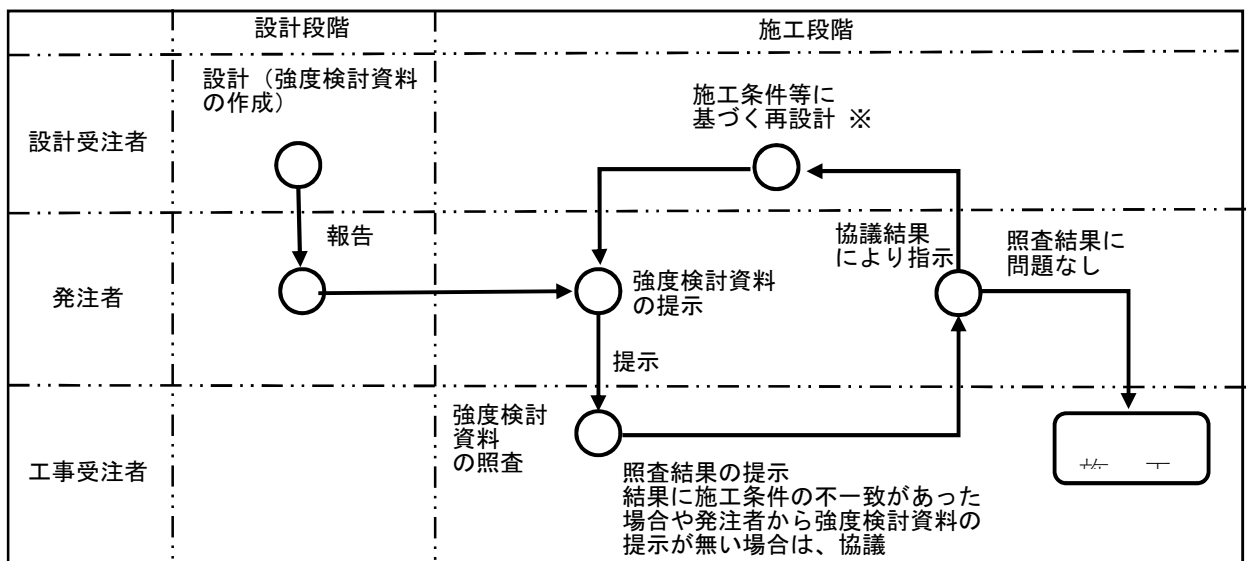 設計段階
施工段階
設計受注者
設計（強度検討資料
の作成）
施工条件等に
基づく再設計 ※
発注者
報告
強度検討資料
の提示
協議結果
により指示
照査結果に
問題なし
提示
工事受注者
強度検討
資料
の照査
照査結果の提示
結果に施工条件の不一致があった
場合や発注者から強度検討資料の
提示が無い場合は、協議